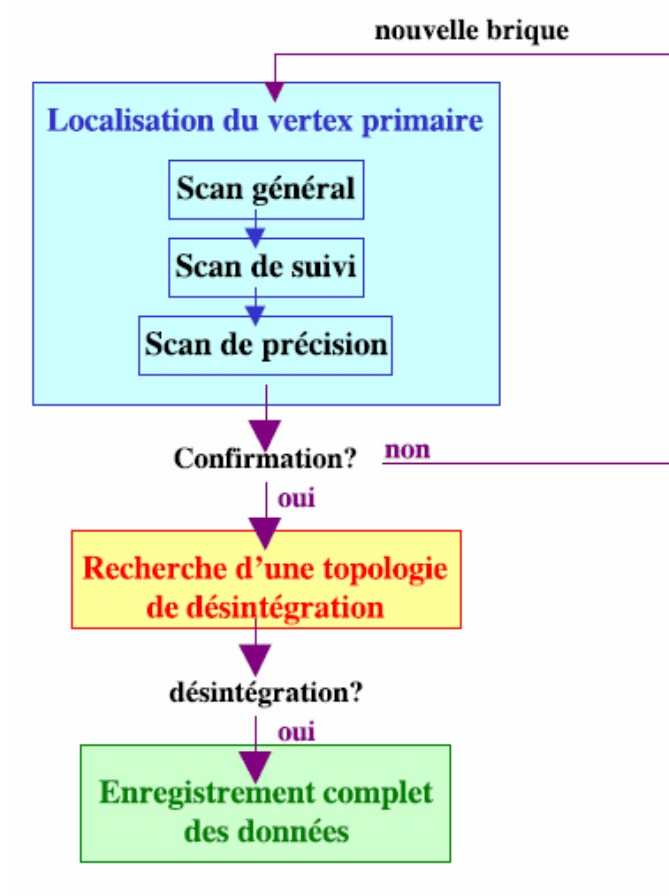 nouvelle brique
Localisation du vertex primaire
Scan général
Scan de suivi
Scan de précision
Confirmation? non
oui
Recherche d'une topologie
de désintégration
désintégration?
oui
Enregistrement complet
des données